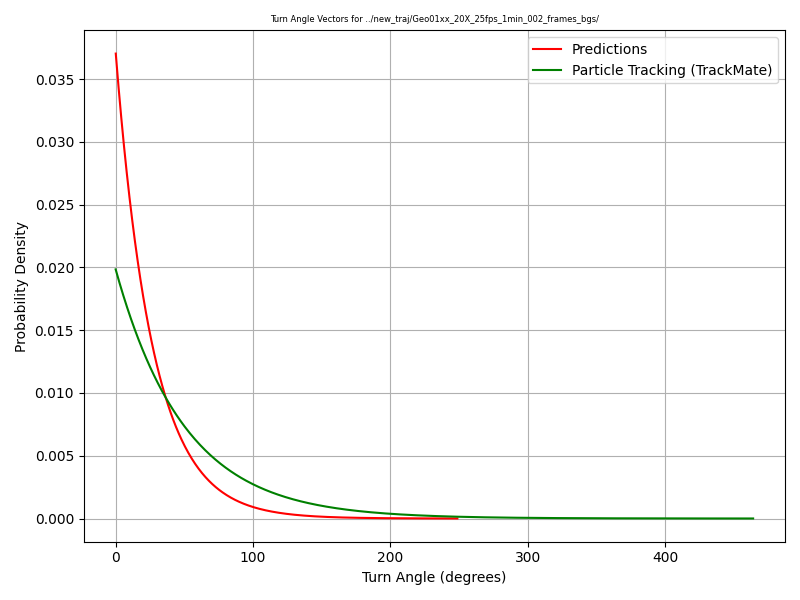 Turn Angle Vectors for ../new_traj/Geo01xx_20X_25fps_1min_002_frames_bgs/
Predictions
Particle Tracking (TrackMate)
0.035
0.030
0.025
0.020
0.015
0.010
0.005
0.000
Probability Density
0 100 200 300 400
Turn Angle (degrees)